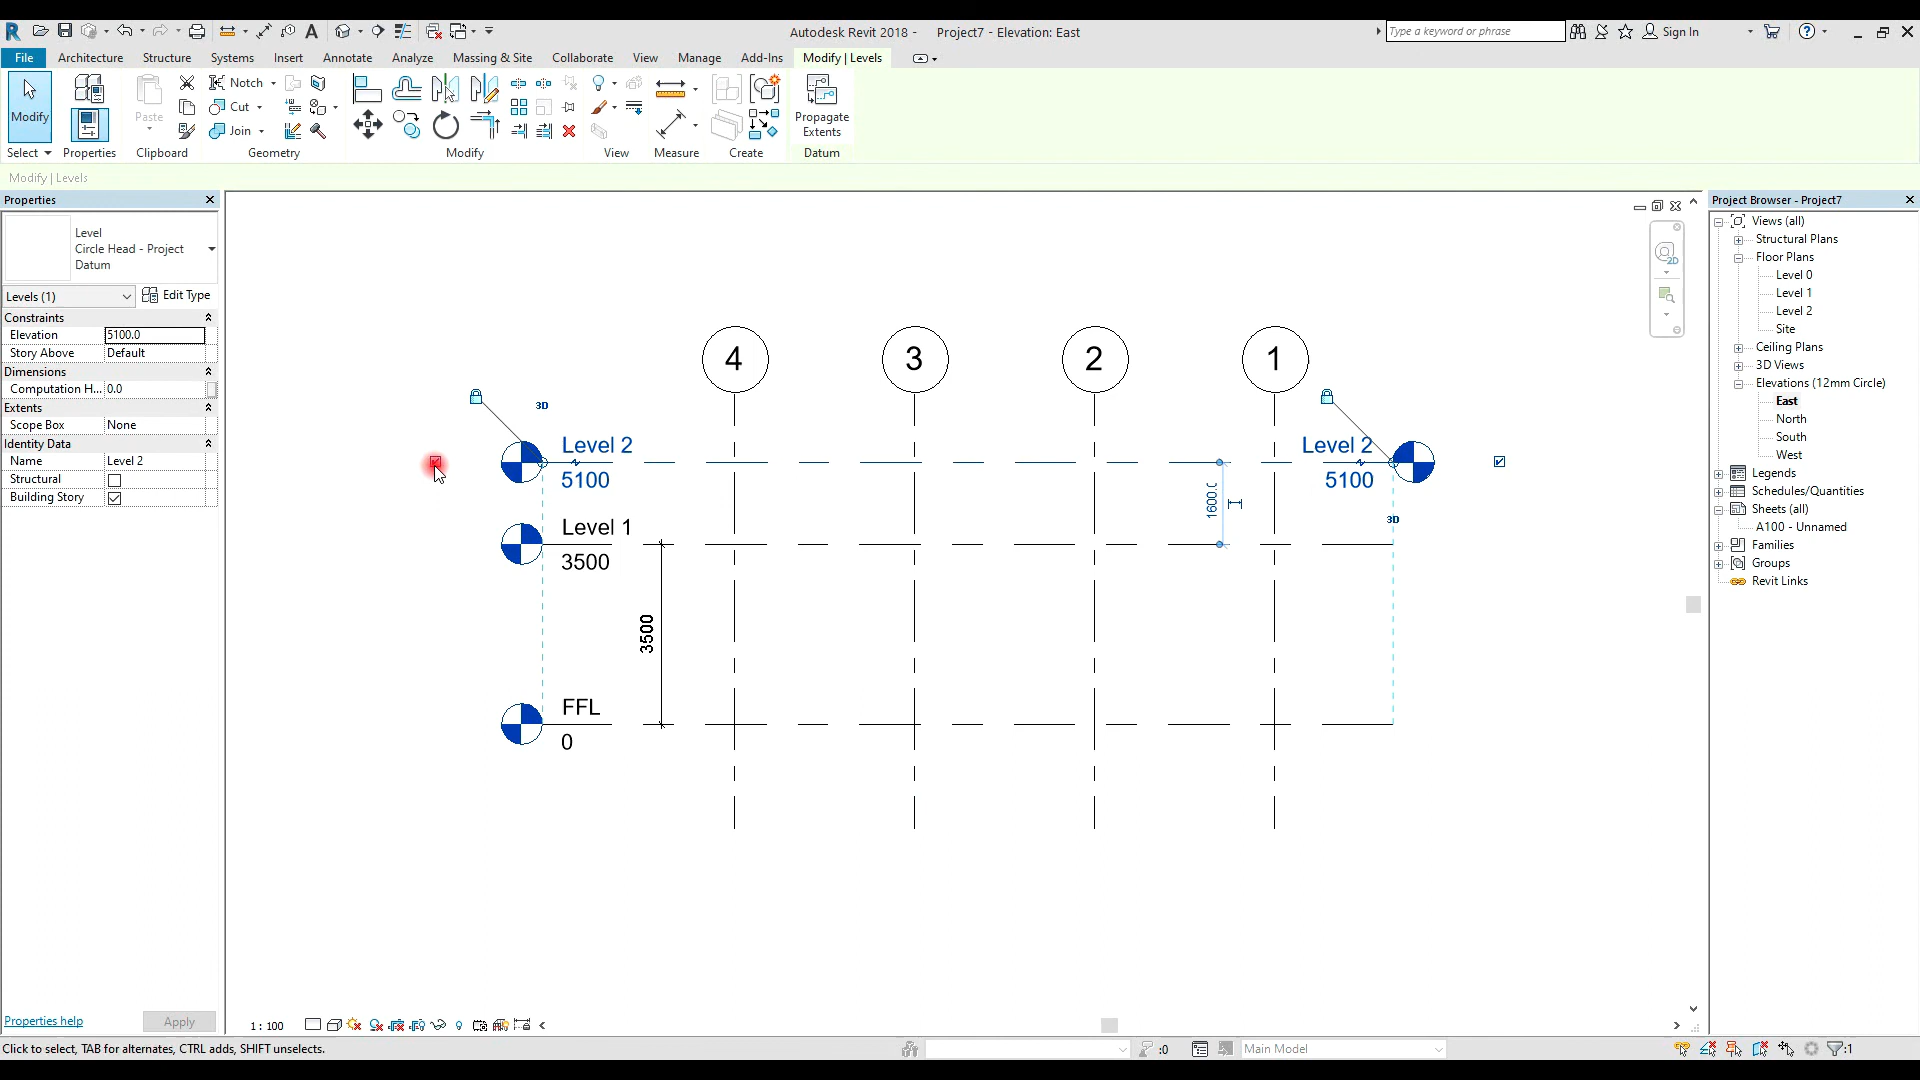 Autodesk Revit 2018 - Project7 - Elevation: East
Type a keyword or phrase
Sign In
File Architecture Structure Systems Insert Annotate Analyze Massing & Site Collaborate View Manage Add-Ins Modify | Levels
Modify
Paste
Notch
Cut
Join
Propagate
Extents
Select Properties Clipboard Geometry Modify View Measure Create Datum
Modify | Levels
Properties
Level
Circle Head - Project
Datum
Levels (1)
Edit Type
Constraints
Elevation 5100.0
Story Above Default
Dimensions
Computation H... 0.0
Extents
Scope Box None
Identity Data
Name Level 2
Structural
Building Story
Properties help
Apply
2D
4 3 2 1
3D
Level 2
5100
Level 2
5100
1600.0
3D
Level 1
3500
3500
FFL
0
Project Browser - Project7
Views (all)
Structural Plans
Floor Plans
Level 0
Level 1
Level 2
Site
Ceiling Plans
3D Views
Elevations (12mm Circle)
East
North
South
West
Legends
Schedules/Quantities
Sheets (all)
A100 - Unnamed
Families
Groups
Revit Links
1 : 100
Click to select, TAB for alternates, CTRL adds, SHIFT unselects.
:0
Main Model
:1